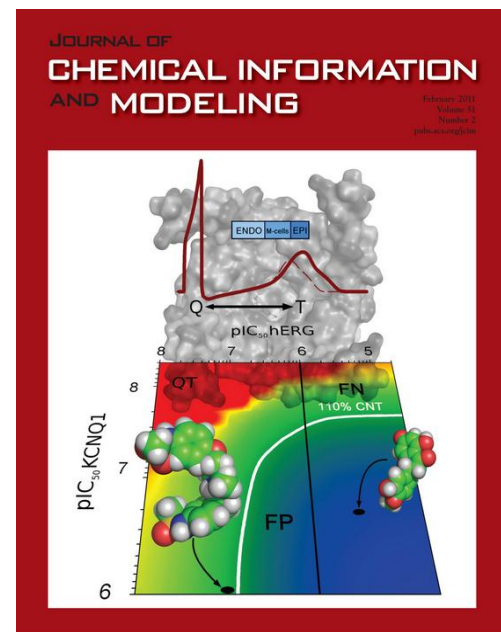 JOURNAL OF
CHEMICAL INFORMATION
AND MODELING
February 2011
Volume 51
Number 2
pubs.acs.org/jcim
ENDO M-cells EPI
Q T
pIC₅₀hERG
8 7 6 5
QT FN
8
110% CNT
pIC₅₀KCNQ1
7
FP
6